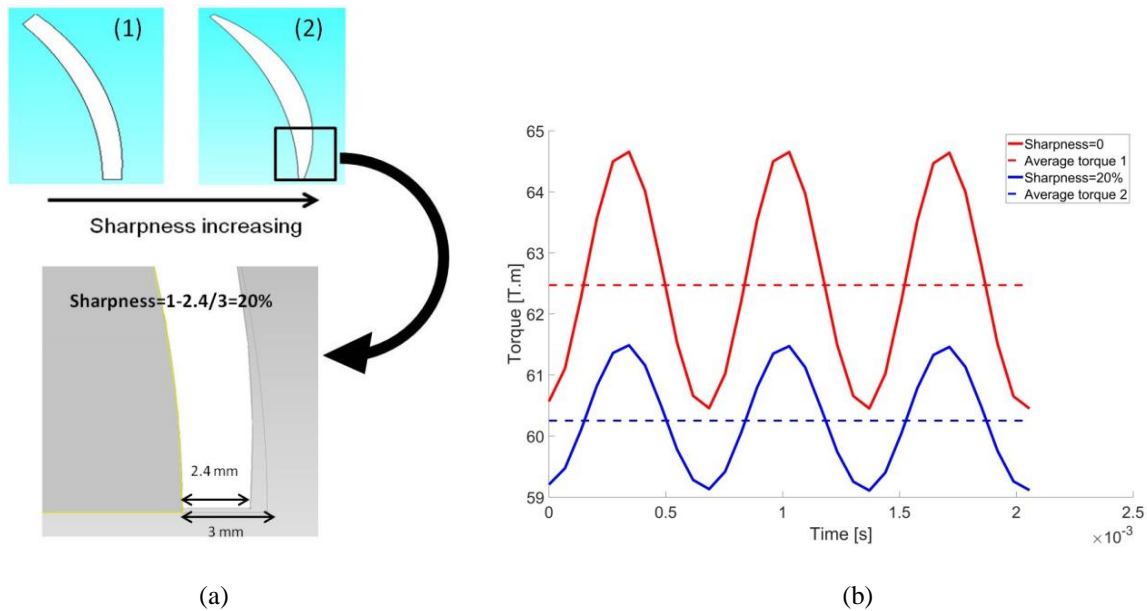 (1)
(2)
Sharpness increasing
Sharpness=1-2.4/3=20%
2.4 mm
3 mm
(a)
65
64
63
62
61
60
59
Torque [T.m]
0
0.5
1
1.5
2
2.5
×10-3
Time [s]
Sharpness=0
Average torque 1
Sharpness=20%
Average torque 2
(b)